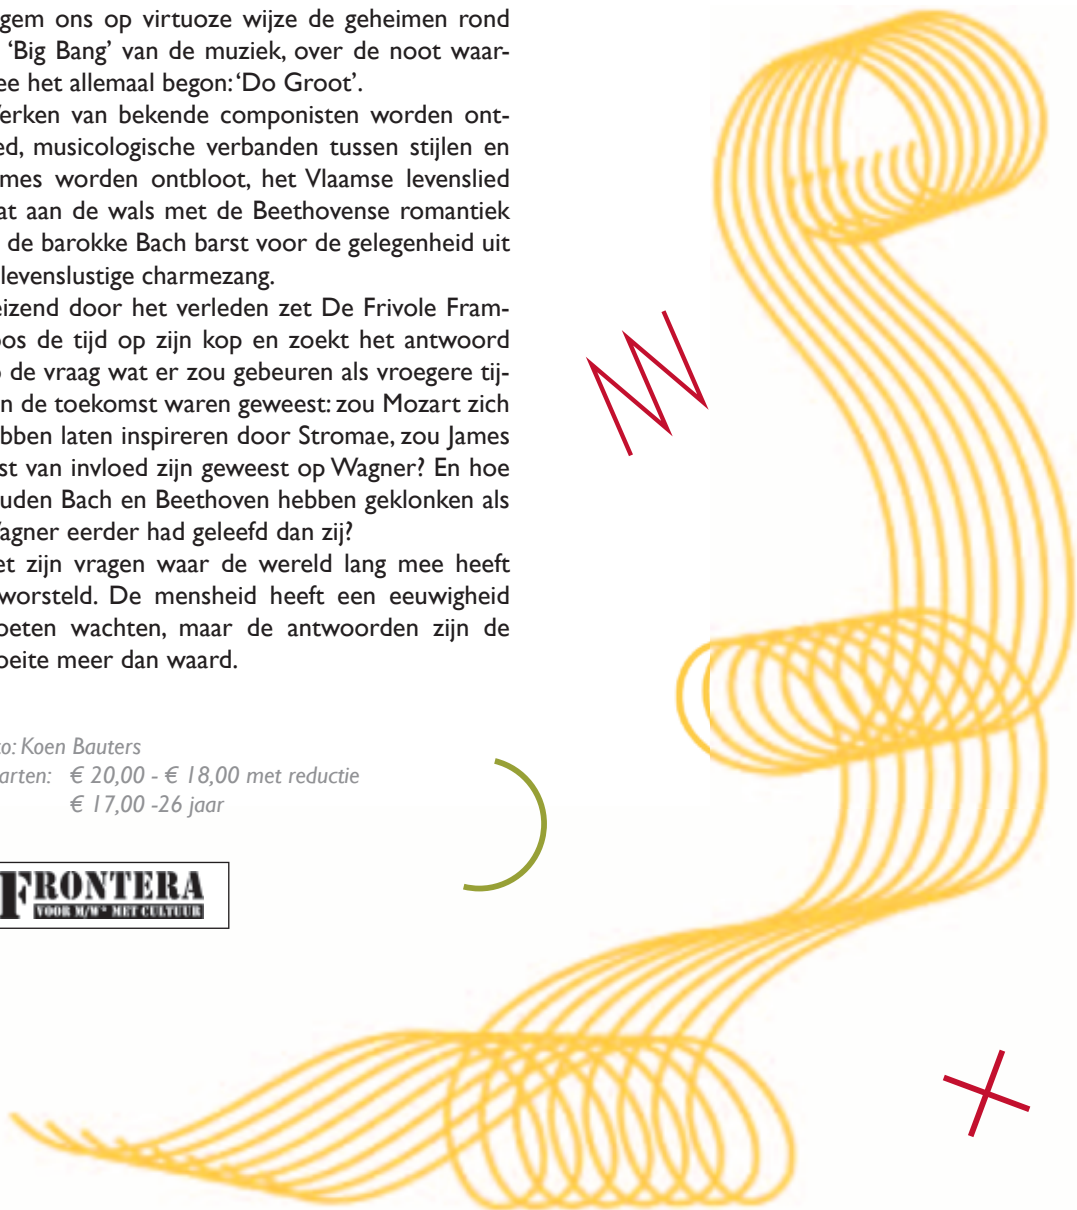 gem ons op virtuoze wijze de geheimen rond
‘Big Bang’ van de muziek, over de noot waar-
ee het allemaal begon: ‘Do Groot’.
erken van bekende componisten worden ont-
ed, musicologische verbanden tussen stijlen en
mes worden ontbloot, het Vlaamse levenslied
at aan de wals met de Beethovense romantiek
de barokke Bach barst voor de gelegenheid uit
levenslustige charmezang.
eizend door het verleden zet De Frivole Fram-
oos de tijd op zijn kop en zoekt het antwoord
de vraag wat er zou gebeuren als vroegere tij-
n de toekomst waren geweest: zou Mozart zich
bben laten inspireren door Stromae, zou James
st van invloed zijn geweest op Wagner? En hoe
uden Bach en Beethoven hebben geklonken als
agner eerder had geleefd dan zij?
et zijn vragen waar de wereld lang mee heeft
worsteld. De mensheid heeft een eeuwigheid
oeten wachten, maar de antwoorden zijn de
oeite meer dan waard.
to: Koen Bauters
arten: € 20,00 - € 18,00 met reductie
€ 17,00 -26 jaar
FRONTERA
VOOR M/W* MET CULTUUR